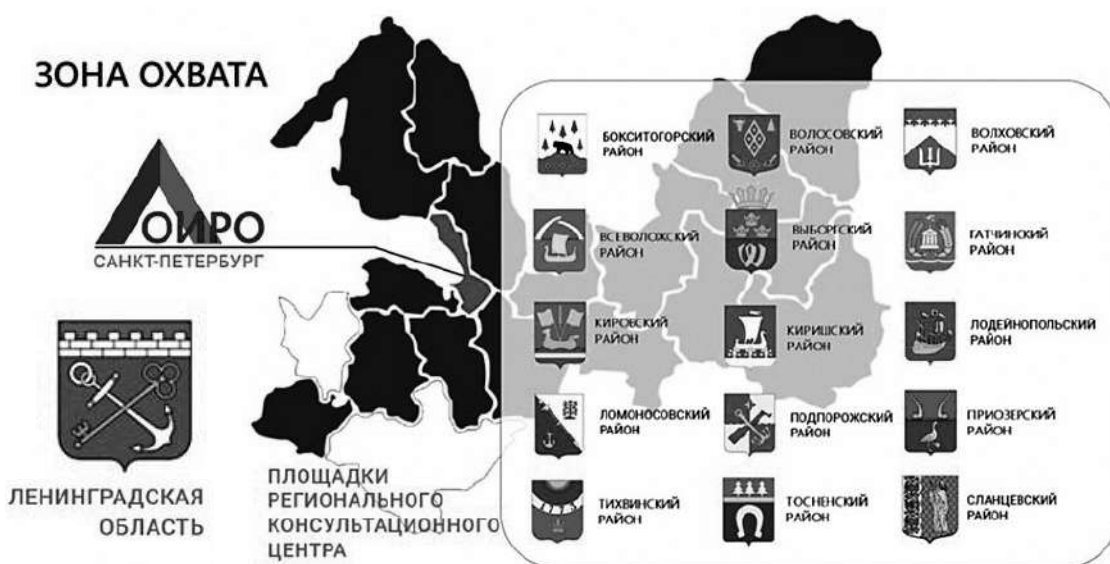 ЗОНА ОХВАТА
ЛОИРО
САНКТ-ПЕТЕРБУРГ
ЛЕНИНГРАДСКАЯ
ОБЛАСТЬ
ПЛОЩАДКИ
РЕГИОНАЛЬНОГО
КОНСУЛЬТАЦИОННОГО
ЦЕНТРА
БОКСИТОГОРСКИЙ
РАЙОН
ВОЛОСОВСКИЙ
РАЙОН
ВОЛХОВСКИЙ
РАЙОН
ВСЕВОЛОЖСКИЙ
РАЙОН
ВЫБОРГСКИЙ
РАЙОН
ГАТЧИНСКИЙ
РАЙОН
КИРОВСКИЙ
РАЙОН
КИРИШСКИЙ
РАЙОН
ЛОДЕЙНОПОЛЬСКИЙ
РАЙОН
ЛОМОНОСОВСКИЙ
РАЙОН
ПОДПОРОЖСКИЙ
РАЙОН
ПРИОЗЕРСКИЙ
РАЙОН
ТИХВИНСКИЙ
РАЙОН
ТОСНЕНСКИЙ
РАЙОН
СЛАНЦЕВСКИЙ
РАЙОН